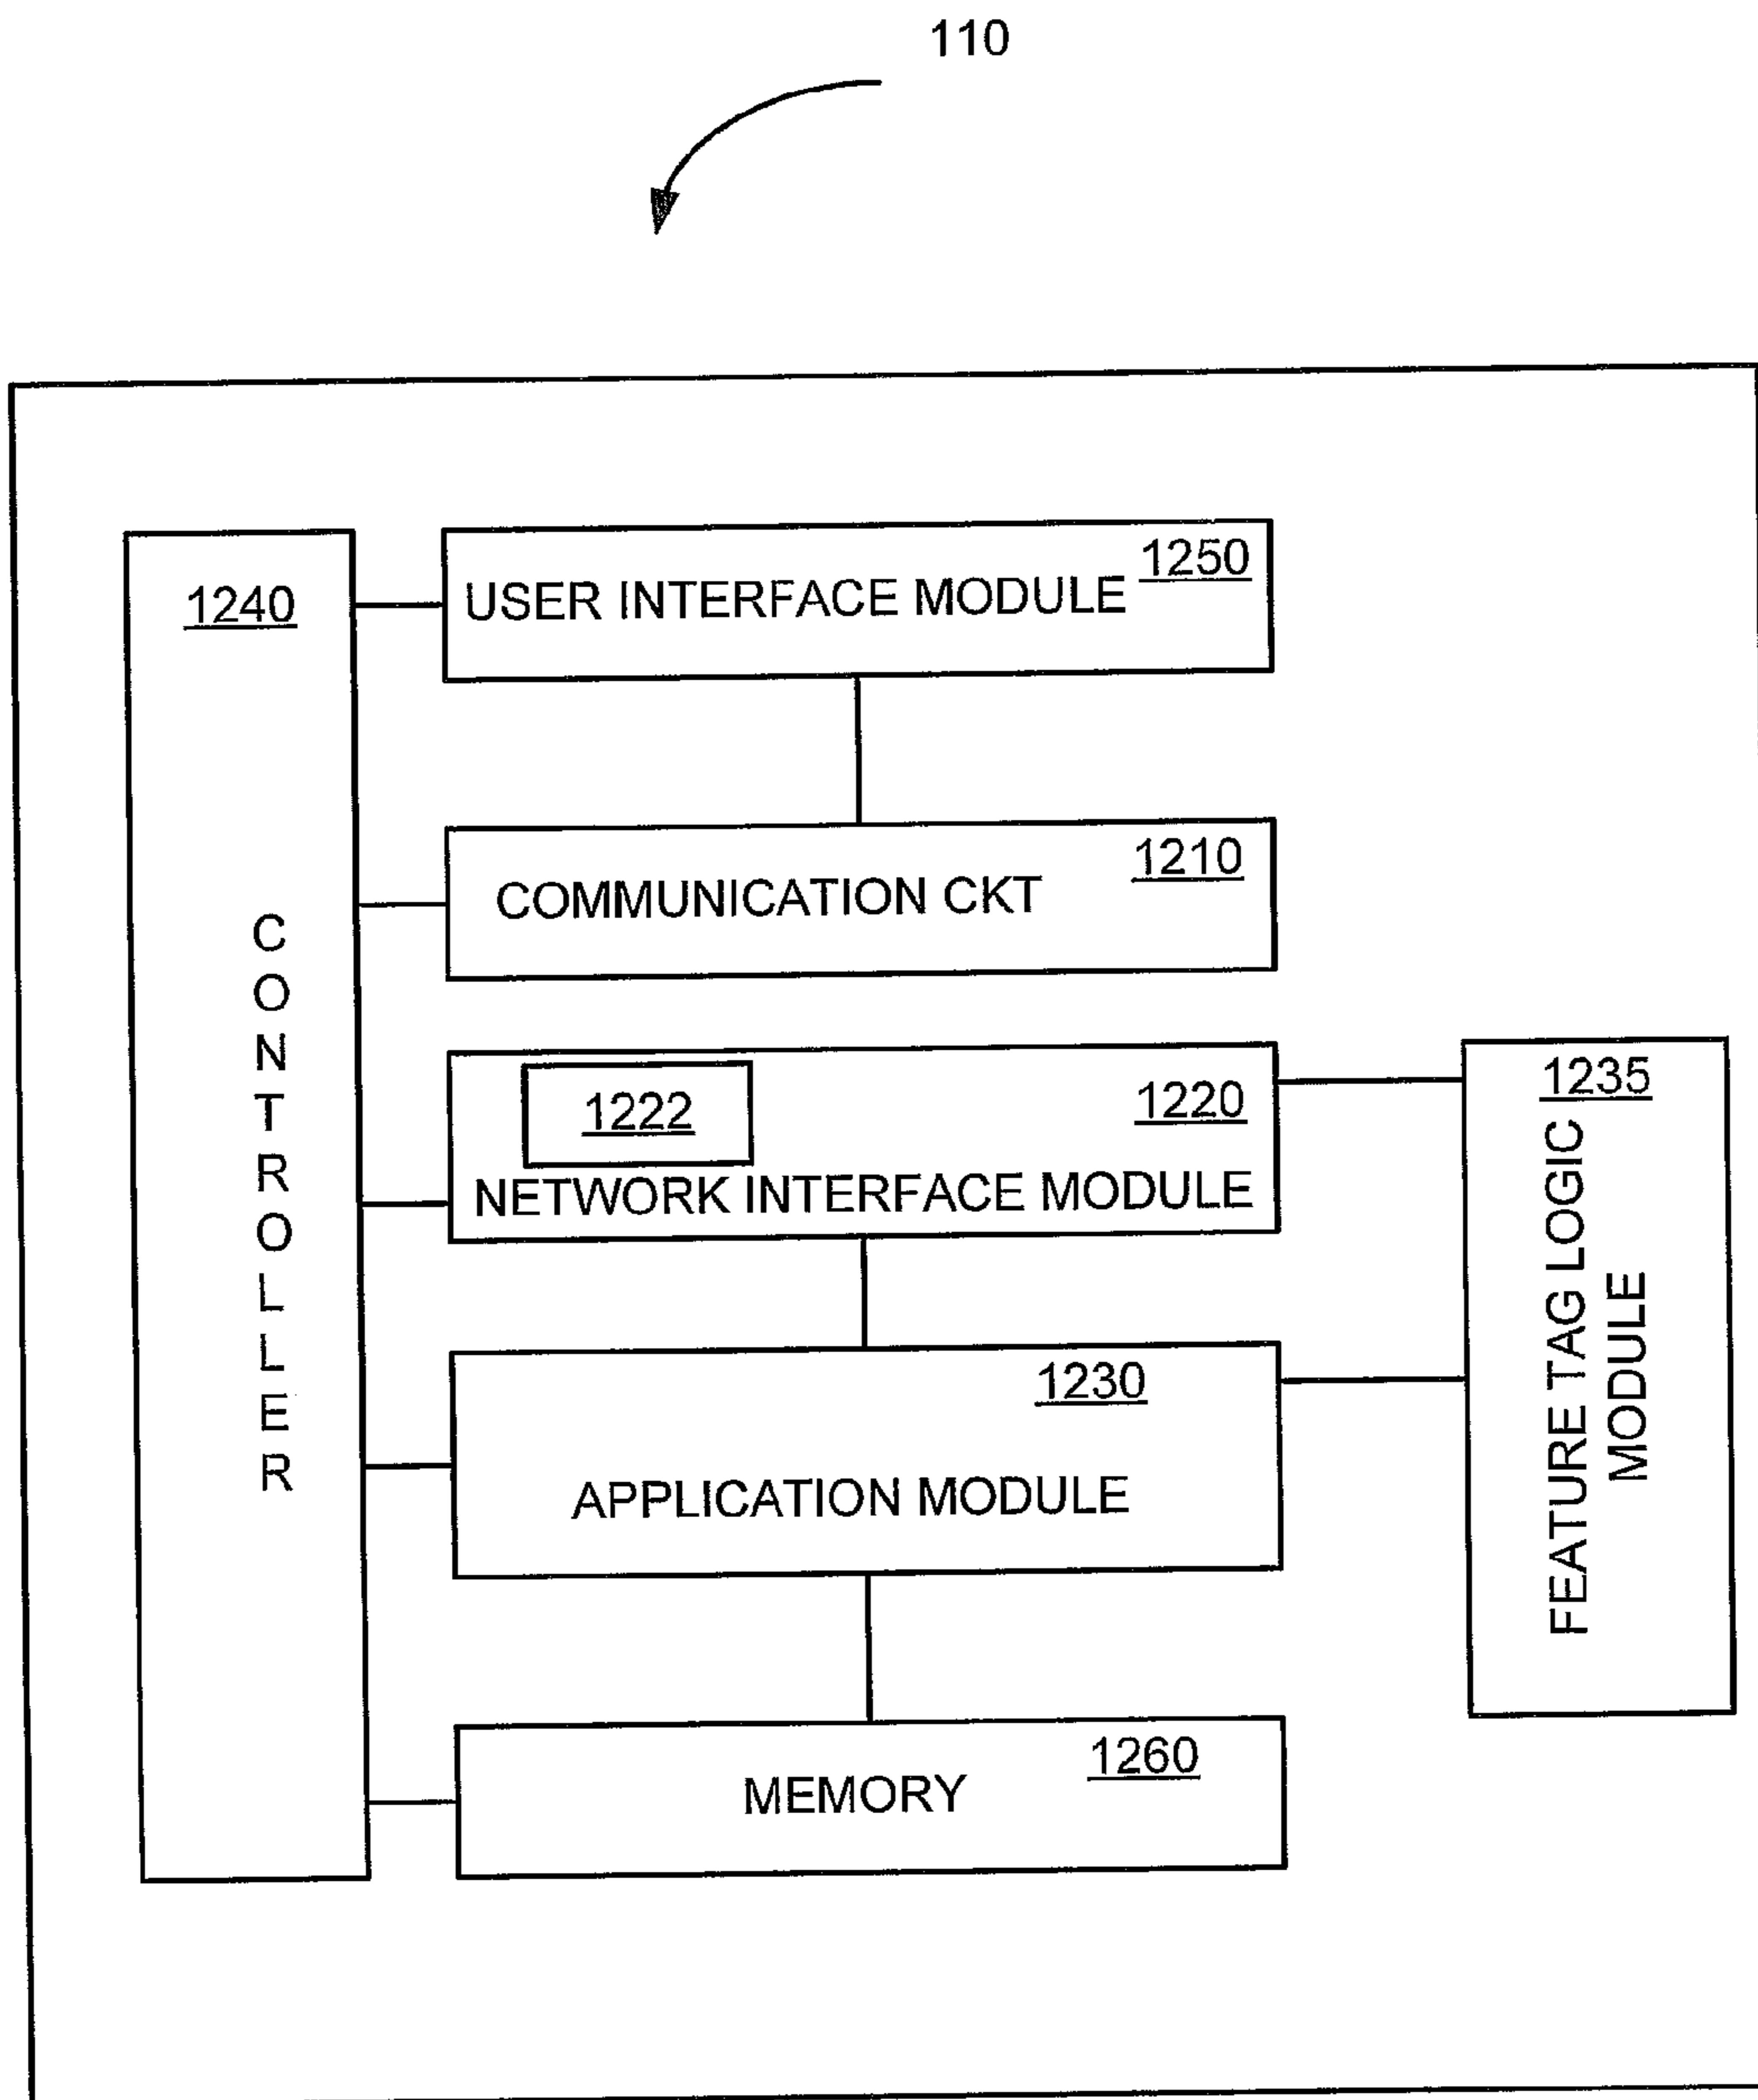 110
1240
CONTROLLER
1250
USER INTERFACE MODULE
1210
COMMUNICATION CKT
1222
1220
NETWORK INTERFACE MODULE
1230
APPLICATION MODULE
1260
MEMORY
1235
FEATURE TAG LOGIC
MODULE